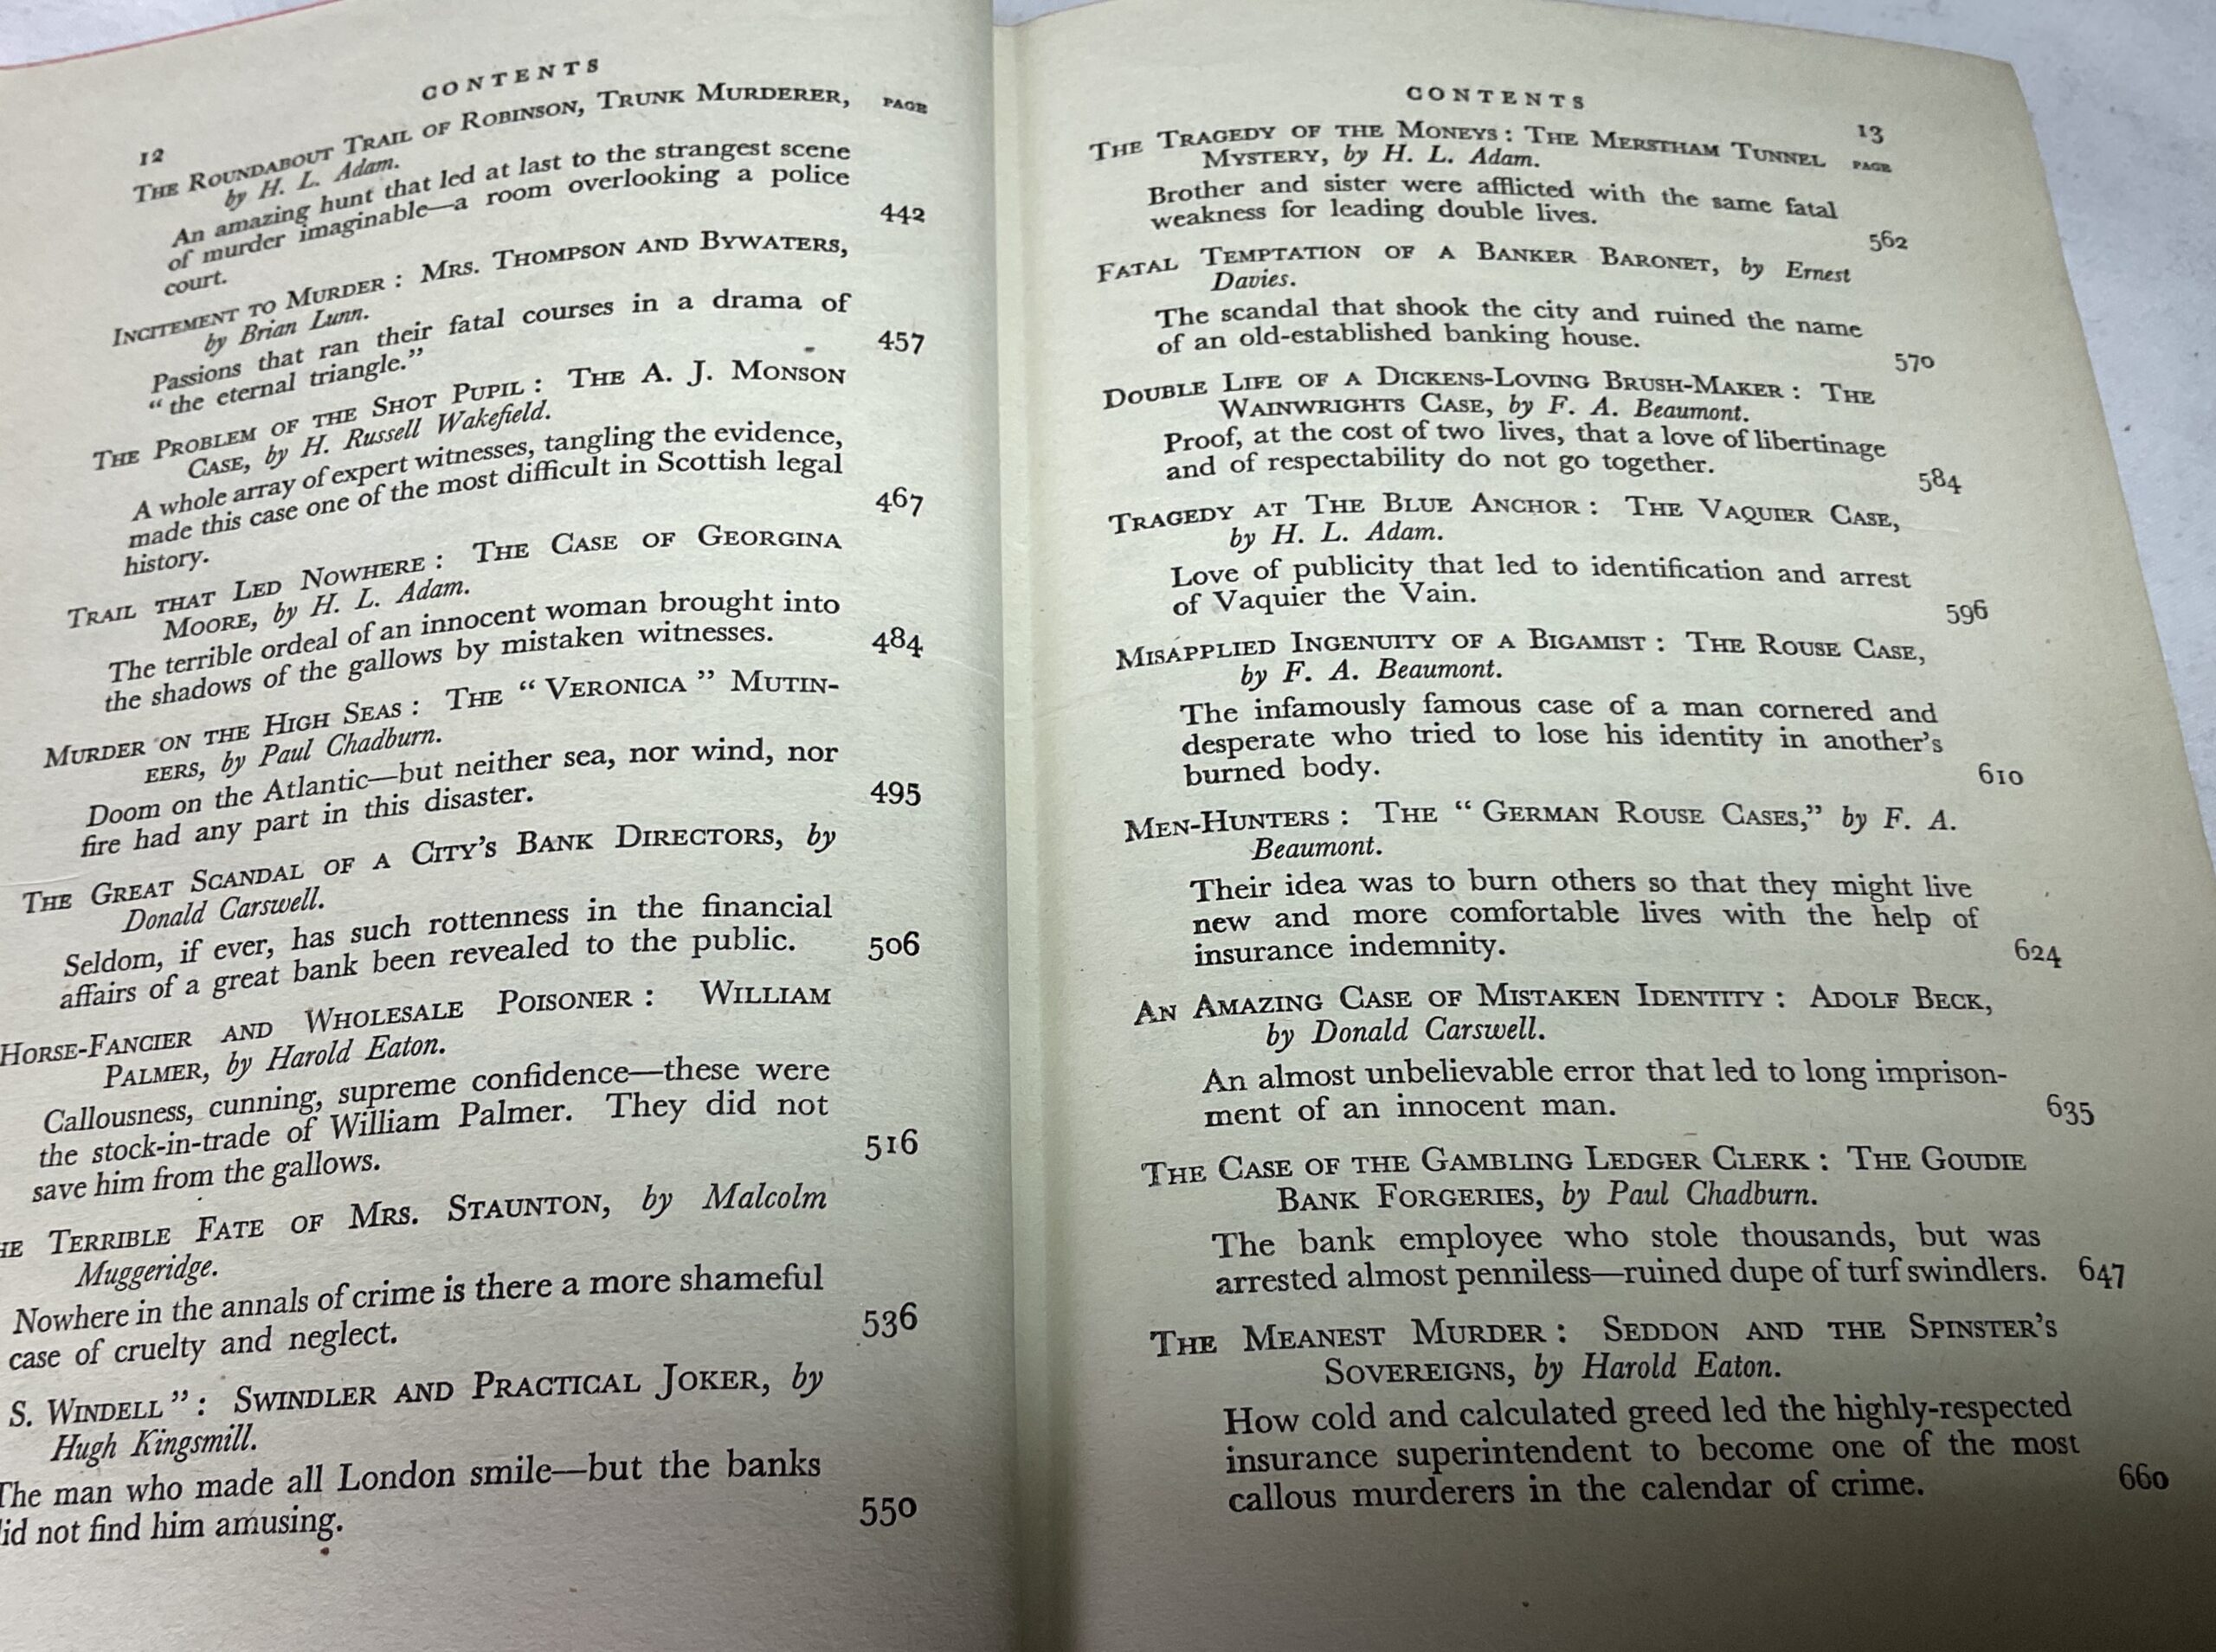 12
CONTENTS
PAGE
THE ROUNDABOUT TRAIL OF ROBINSON, TRUNK MURDERER,
by H. L. Adam.
An amazing hunt that led at last to the strangest scene
of murder imaginable—a room overlooking a police
court.
442
INCITEMENT TO MURDER : MRS. THOMPSON AND BYWATERS,
by Brian Lunn.
Passions that ran their fatal courses in a drama of
“ the eternal triangle.”
457
THE PROBLEM OF THE SHOT PUPIL : THE A. J. MONSON
CASE, by H. Russell Wakefield.
A whole array of expert witnesses, tangling the evidence,
made this case one of the most difficult in Scottish legal
history.
467
TRAIL THAT LED NOWHERE : THE CASE OF GEORGINA
MOORE, by H. L. Adam.
The terrible ordeal of an innocent woman brought into
the shadows of the gallows by mistaken witnesses.
484
MURDER ON THE HIGH SEAS : THE “ VERONICA ” MUTIN-
EERS, by Paul Chadburn.
Doom on the Atlantic—but neither sea, nor wind, nor
fire had any part in this disaster.
495
THE GREAT SCANDAL OF A CITY’S BANK DIRECTORS, by
Donald Carswell.
Seldom, if ever, has such rottenness in the financial
affairs of a great bank been revealed to the public.
506
HORSE-FANCIER AND WHOLESALE POISONER : WILLIAM
PALMER, by Harold Eaton.
Callousness, cunning, supreme confidence—these were
the stock-in-trade of William Palmer. They did not
save him from the gallows.
516
HE TERRIBLE FATE OF MRS. STAUNTON, by Malcolm
Muggeridge.
Nowhere in the annals of crime is there a more shameful
case of cruelty and neglect.
536
S. WINDELL ” : SWINDLER AND PRACTICAL JOKER, by
Hugh Kingsmill.
The man who made all London smile—but the banks
id not find him amusing.
550
CONTENTS
13
PAGE
THE TRAGEDY OF THE MONEYS : THE MERSTHAM TUNNEL
MYSTERY, by H. L. Adam.
Brother and sister were afflicted with the same fatal
weakness for leading double lives.
562
FATAL TEMPTATION OF A BANKER BARONET, by Ernest
Davies.
The scandal that shook the city and ruined the name
of an old-established banking house.
570
DOUBLE LIFE OF A DICKENS-LOVING BRUSH-MAKER : THE
WAINWRIGHTS CASE, by F. A. Beaumont.
Proof, at the cost of two lives, that a love of libertinage
and of respectability do not go together.
584
TRAGEDY AT THE BLUE ANCHOR : THE VAQUIER CASE,
by H. L. Adam.
Love of publicity that led to identification and arrest
of Vaquier the Vain.
596
MISAPPLIED INGENUITY OF A BIGAMIST : THE ROUSE CASE,
by F. A. Beaumont.
The infamously famous case of a man cornered and
desperate who tried to lose his identity in another’s
burned body.
610
MEN-HUNTERS : THE “ GERMAN ROUSE CASES,” by F. A.
Beaumont.
Their idea was to burn others so that they might live
new and more comfortable lives with the help of
insurance indemnity.
624
AN AMAZING CASE OF MISTAKEN IDENTITY : ADOLF BECK,
by Donald Carswell.
An almost unbelievable error that led to long imprison-
ment of an innocent man.
635
THE CASE OF THE GAMBLING LEDGER CLERK : THE GOUDIE
BANK FORGERIES, by Paul Chadburn.
The bank employee who stole thousands, but was
arrested almost penniless—ruined dupe of turf swindlers. 647
THE MEANEST MURDER : SEDDON AND THE SPINSTER’S
SOVEREIGNS, by Harold Eaton.
How cold and calculated greed led the highly-respected
insurance superintendent to become one of the most
callous murderers in the calendar of crime.
660